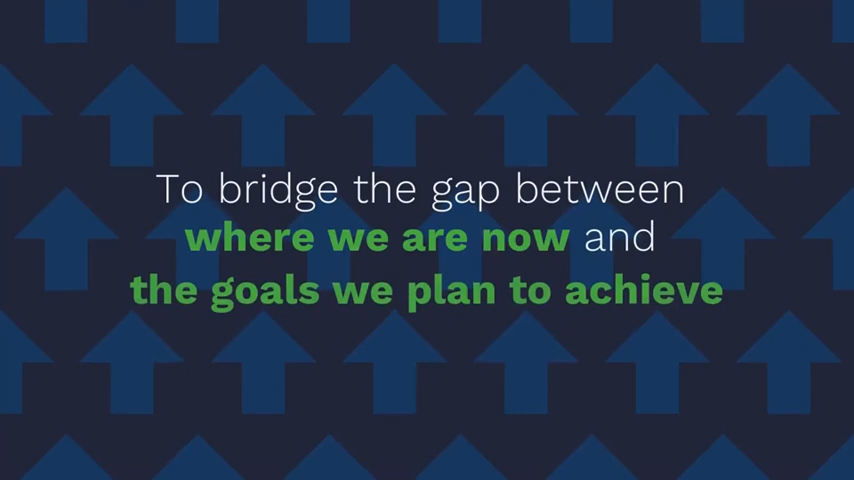 To bridge the gap between
where we are now and
the goals we plan to achieve